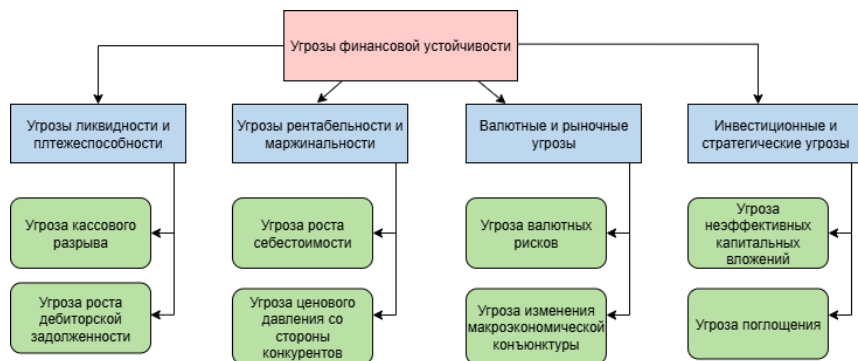 Угрозы финансовой устойчивости
Угрозы ликвидности и
плтежеспособности
Угрозы рентабельности и
маржинальности
Валютные и рыночные
угрозы
Инвестиционные и
стратегические угрозы
Угроза кассового
разрыва
Угроза роста
себестоимости
Угроза валютных
рисков
Угроза
неэффективных
капитальных
вложений
Угроза роста
дебиторской
задолженности
Угроза ценового
давления со
стороны
конкурентов
Угроза изменения
макроэкономической
конъюнктуры
Угроза поглощения